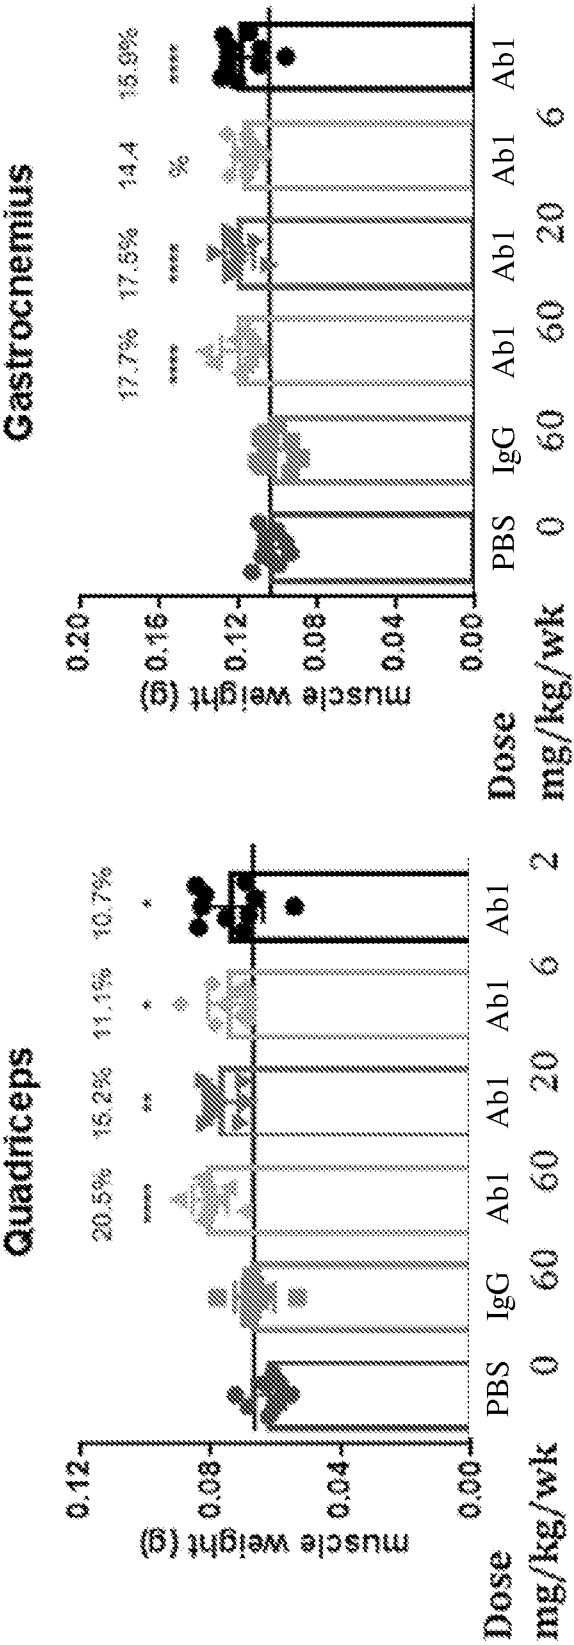 Quadriceps
20.5% 15.2% 11.1% 10.7%
**** ** * *
muscle weight (g)
0.12
0.08
0.04
0.00
PBS IgG Ab1 Ab1 Ab1 Ab1
Dose
mg/kg/wk 0 60 60 20 6 2
Gastrocnemius
17.7% 17.5% 14.4 15.9%
**** **** % ****
muscle weight (g)
0.20
0.16
0.12
0.08
0.04
0.00
PBS IgG Ab1 Ab1 Ab1 Ab1
Dose
mg/kg/wk 0 60 60 20 6